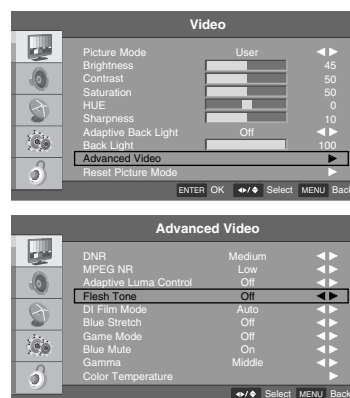 Video
Picture Mode User
Brightness 45
Contrast 50
Saturation 50
HUE 0
Sharpness 10
Adaptive Back Light Off
Back Light 100
Advanced Video
Reset Picture Mode
ENTER OK Select MENU Back
Advanced Video
DNR Medium
MPEG NR Low
Adaptive Luma Control Off
Flesh Tone Off
DI Film Mode Auto
Blue Stretch Off
Game Mode Off
Blue Mute On
Gamma Middle
Color Temperature
Select MENU Back